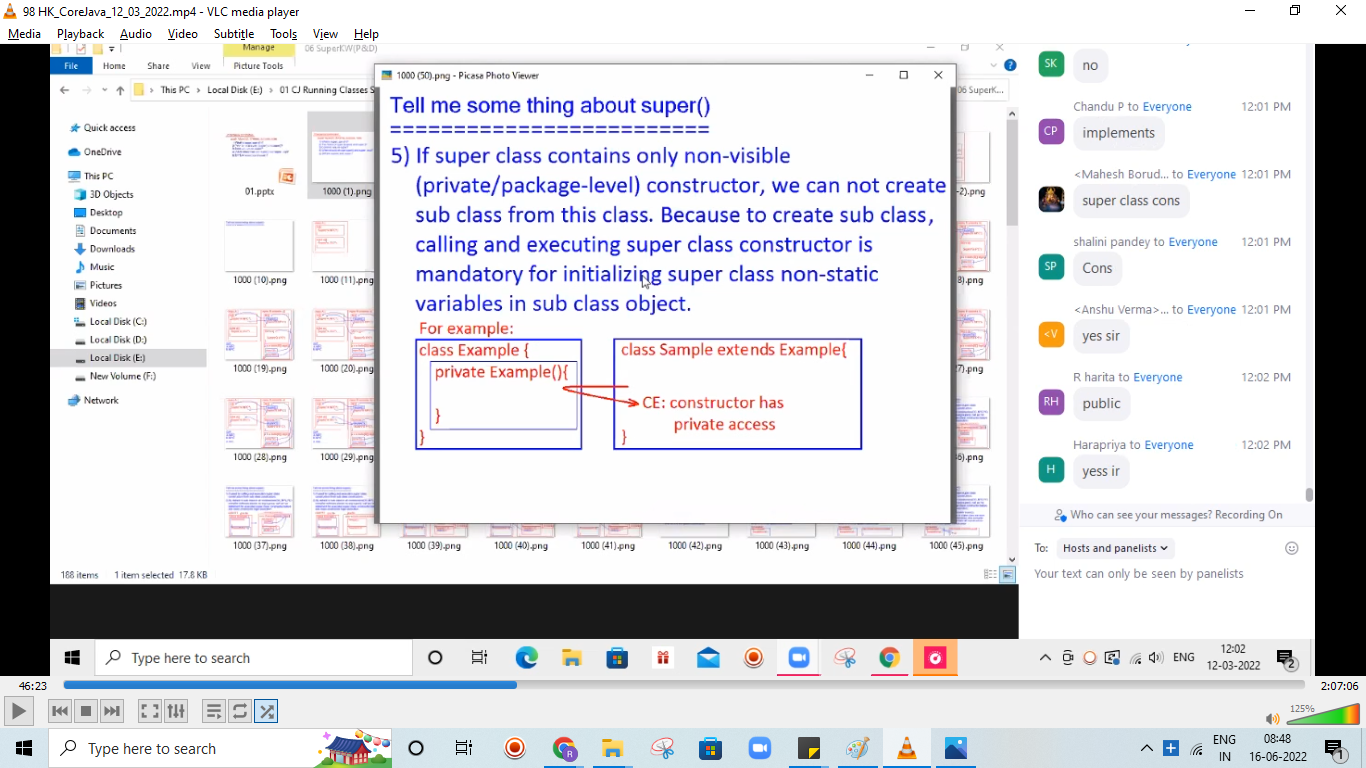 98 HK_CoreJava_12_03_2022.mp4 - VLC media player
Media Playback Audio Video Subtitle Tools View Help
Manage 06 SuperKW(P&D)
File Home Share View Picture Tools
This PC > Local Disk (E:) > 01 CJ Running Classes S
06 SuperK...
Quick access
OneDrive
This PC
3D Objects
Desktop
Documents
Downloads
Music
Pictures
Videos
Local Disk (C:)
Local Disk (D:)
Local Disk (E:)
New Volume (F:)
Network
01.pptx 1000 (1).png -2).png
1000 (10).png 1000 (11).png 8).png
1000 (19).png 1000 (20).png 27).png
1000 (28).png 1000 (29).png 36).png
1000 (37).png 1000 (38).png 1000 (39).png 1000 (40).png 1000 (41).png 1000 (42).png 1000 (43).png 1000 (44).png 1000 (45).png
188 items 1 item selected 17.8 KB
1000 (50).png - Picasa Photo Viewer
Tell me some thing about super()
=========================
5) If super class contains only non-visible
(private/package-level) constructor, we can not create
sub class from this class. Because to create sub class,
calling and executing super class constructor is
mandatory for initializing super class non-static
variables in sub class object.
For example:
class Example {
private Example(){
}
}
class Sample extends Example{
CE: constructor has
private access
}
SK no
Chandu P to Everyone 12:01 PM
CP implements
<Mahesh Borud... to Everyone 12:01 PM
super class cons
shalini pandey to Everyone 12:01 PM
SP Cons
<Anshu Verma>... to Everyone 12:01 PM
<V yes sir
R harita to Everyone 12:02 PM
RH public
Harapriya to Everyone 12:02 PM
H yess ir
Who can see your messages? Recording On
To: Hosts and panelists
Your text can only be seen by panelists
Type here to search
ENG
12:02
12-03-2022
2
46:23 2:07:06
125%
Type here to search
R
ENG
IN
08:48
16-06-2022
1